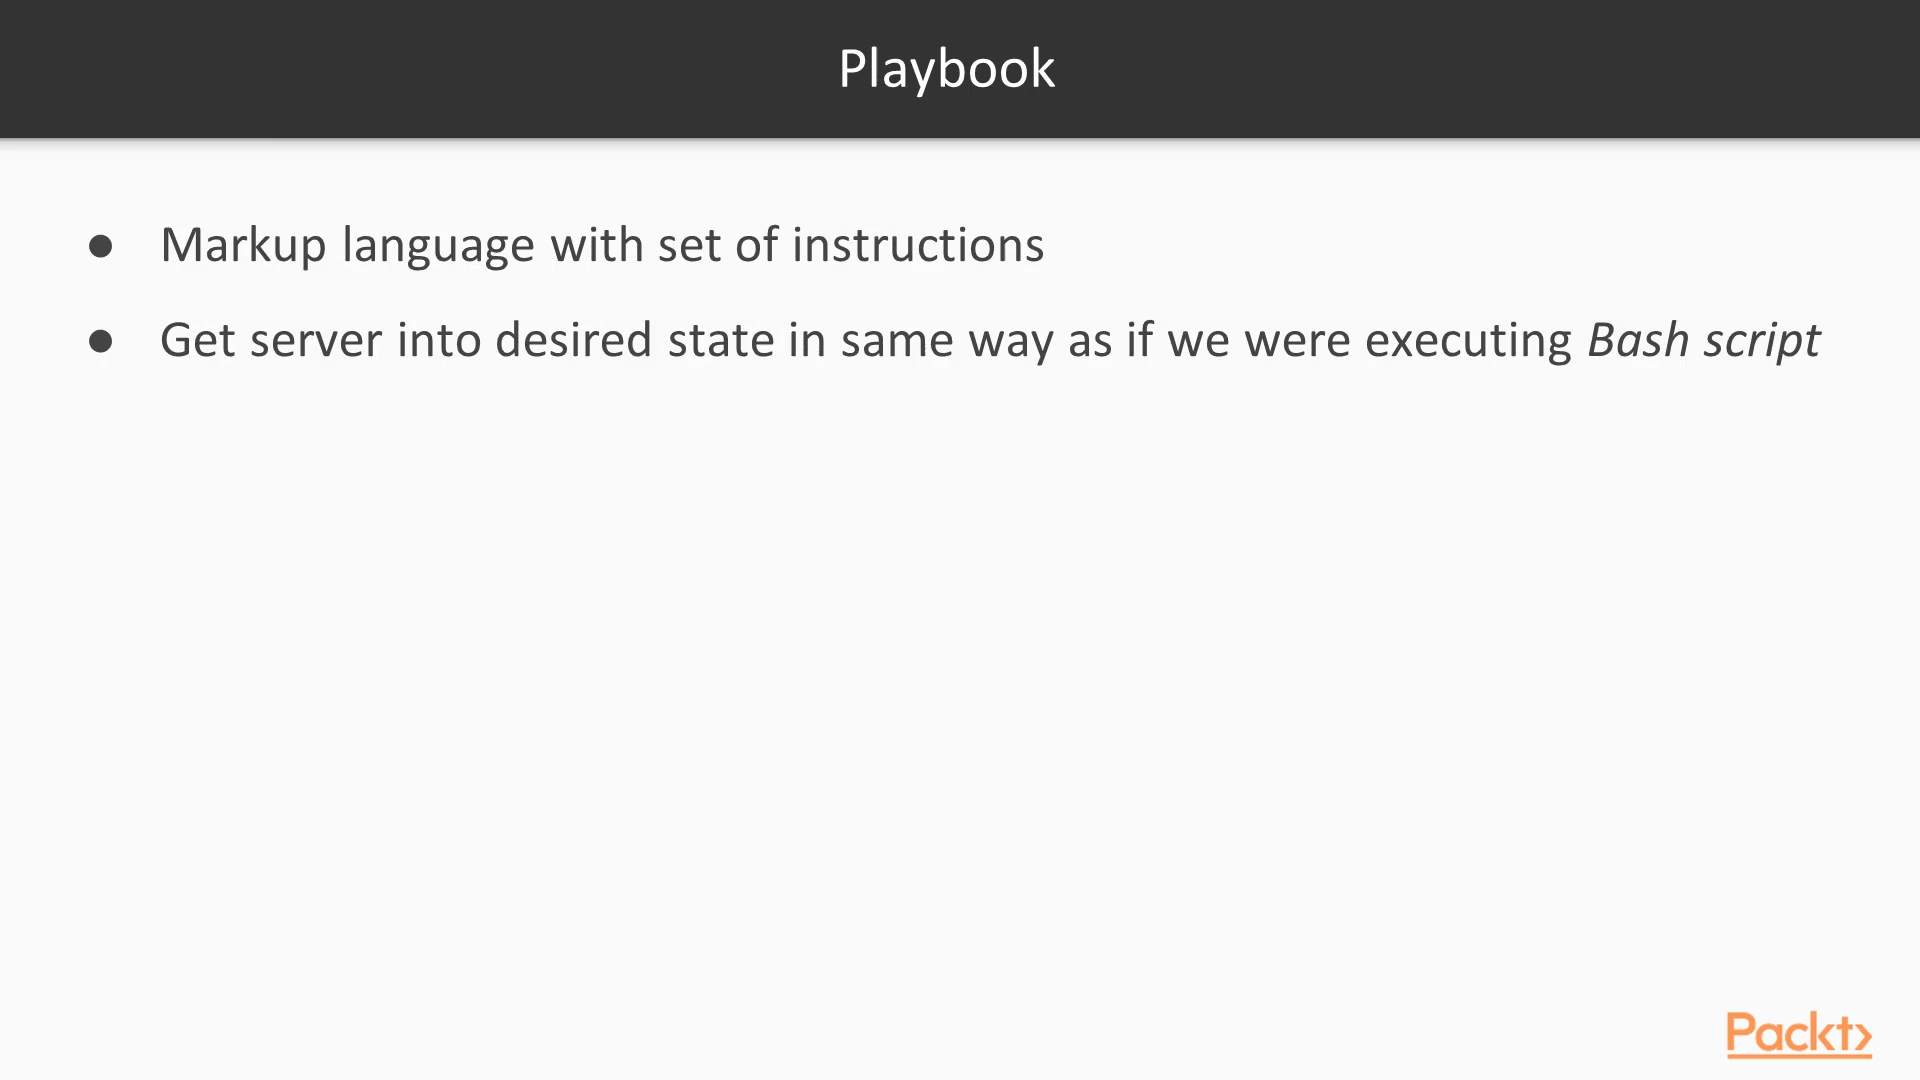 Playbook
● Markup language with set of instructions
● Get server into desired state in same way as if we were executing Bash script
Packt>